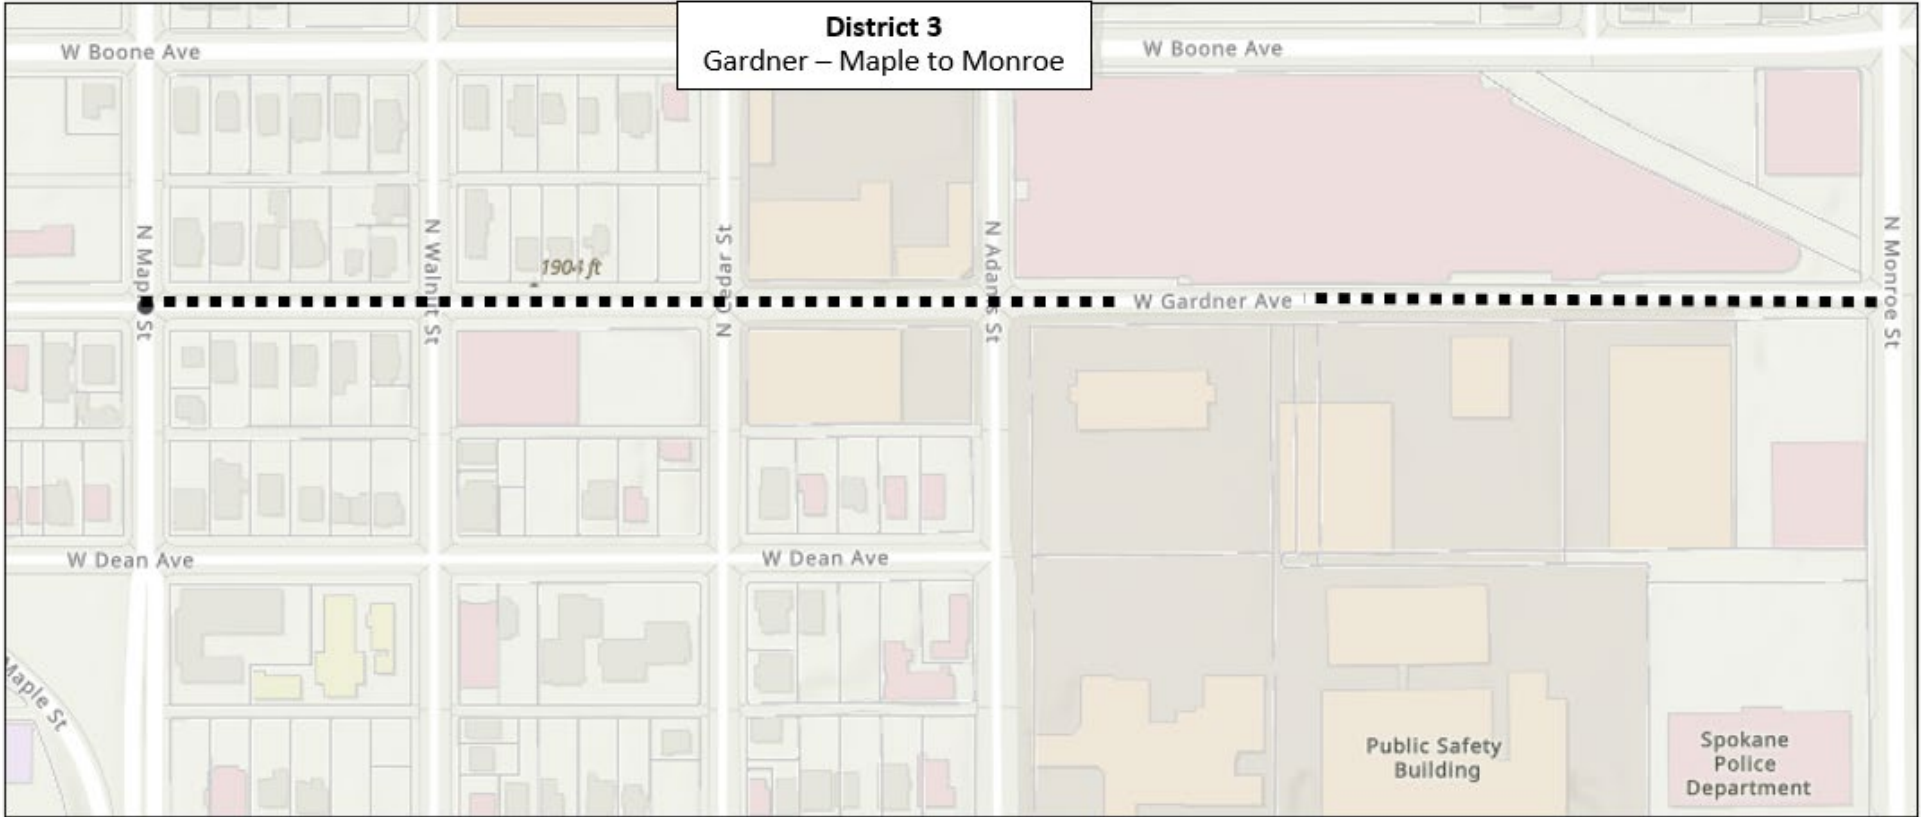 District 3
Gardner – Maple to Monroe
W Boone Ave
W Boone Ave
N Maple St
N Walnut St
N Cedar St
N Adams St
N Monroe St
1904 ft
W Gardner Ave
W Dean Ave
W Dean Ave
Maple St
Public Safety
Building
Spokane
Police
Department